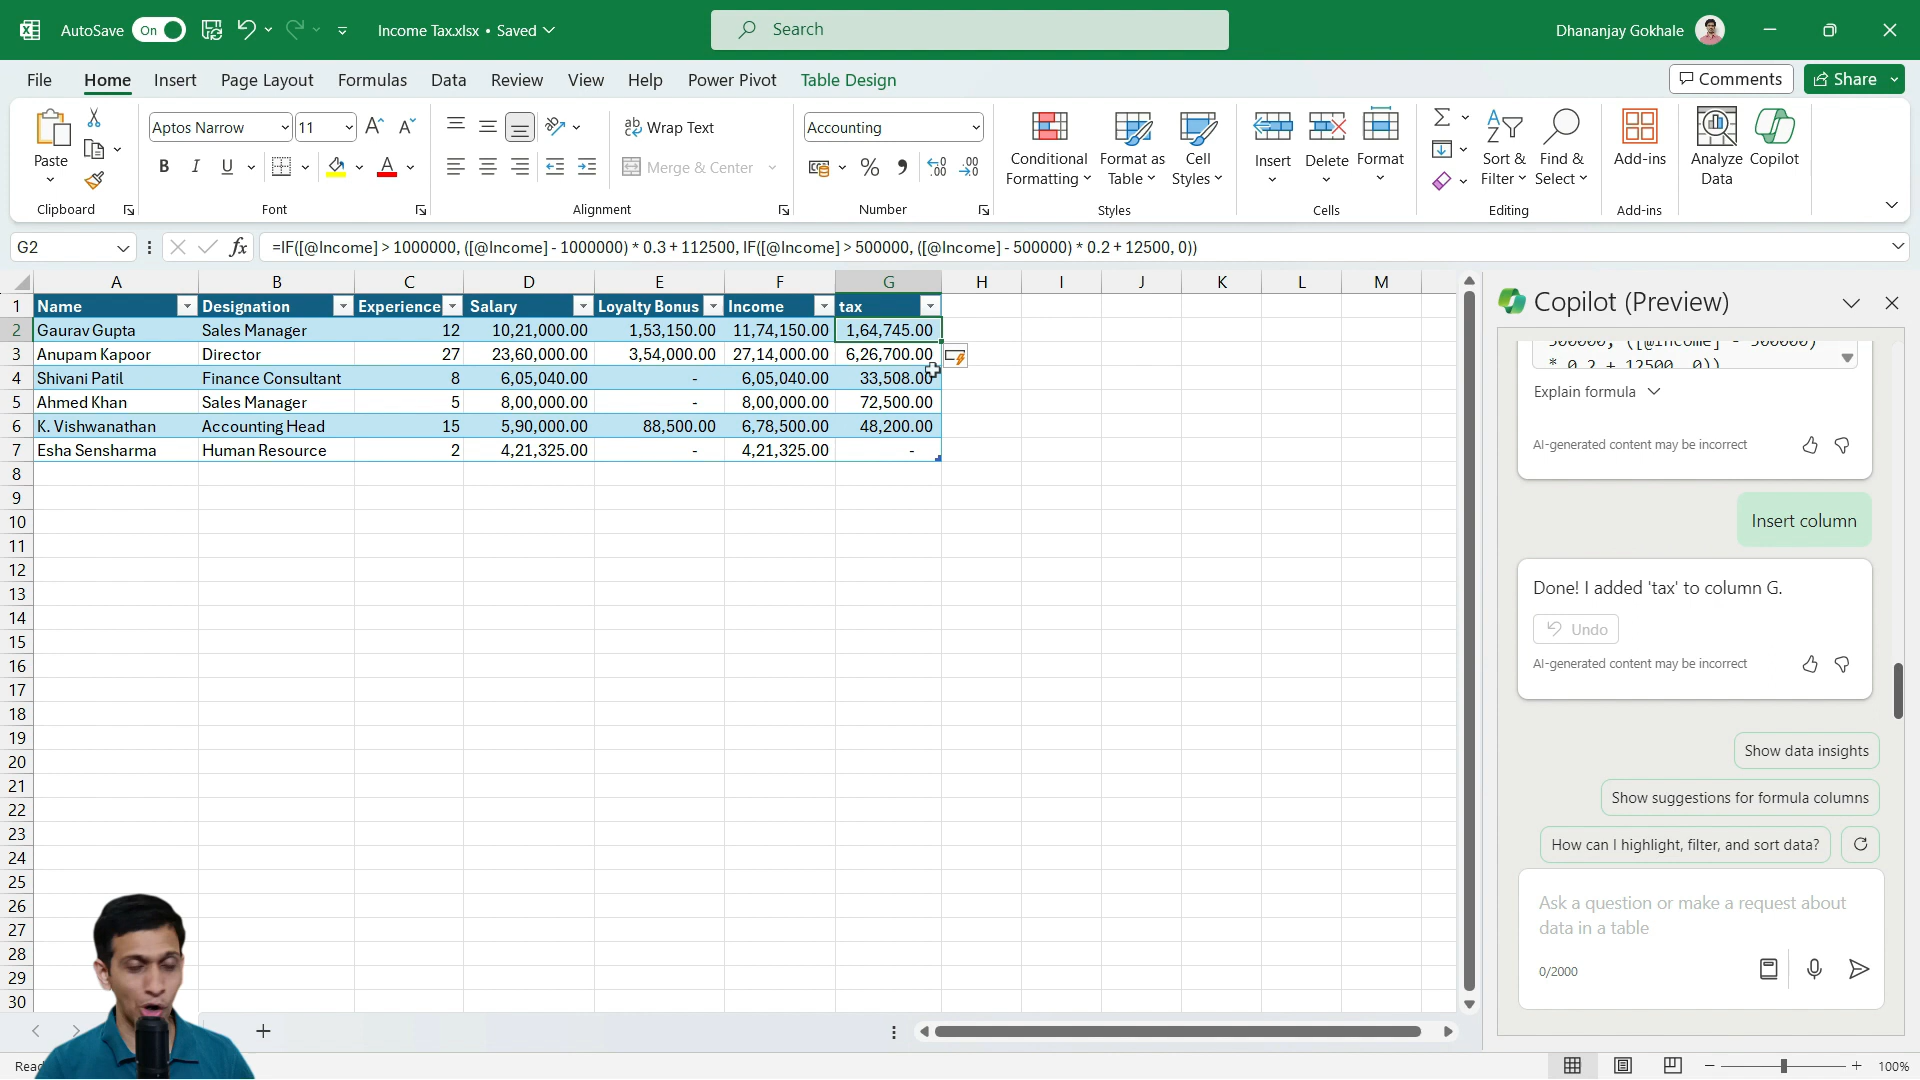 AutoSave On Income Tax.xlsx • Saved Search Dhananjay Gokhale
File Home Insert Page Layout Formulas Data Review View Help Power Pivot Table Design Comments Share
Paste
Clipboard
Aptos Narrow 11
B I U A
Font
ab Wrap Text
Merge & Center
Alignment
Accounting
%
Number
Conditional Formatting
Format as Table
Cell Styles
Styles
Insert Delete Format
Cells
Sort & Filter
Find & Select
Editing
Add-ins
Add-ins
Analyze Data
Copilot
G2 fx =IF([@Income] > 1000000, ([@Income] - 1000000) * 0.3 + 112500, IF([@Income] > 500000, ([@Income] - 500000) * 0.2 + 12500, 0))
A B C D E F G H I J K L M
1 Name Designation Experience Salary Loyalty Bonus Income tax
2 Gaurav Gupta Sales Manager 12 10,21,000.00 1,53,150.00 11,74,150.00 1,64,745.00
3 Anupam Kapoor Director 27 23,60,000.00 3,54,000.00 27,14,000.00 6,26,700.00
4 Shivani Patil Finance Consultant 8 6,05,040.00 - 6,05,040.00 33,508.00
5 Ahmed Khan Sales Manager 5 8,00,000.00 - 8,00,000.00 72,500.00
6 K. Vishwanathan Accounting Head 15 5,90,000.00 88,500.00 6,78,500.00 48,200.00
7 Esha Sensharma Human Resource 2 4,21,325.00 - 4,21,325.00 -
8
9
10
11
12
13
14
15
16
17
18
19
20
21
22
23
24
25
26
27
28
29
30
Copilot (Preview)
500000, ([@Income] - 500000)
* 0.2 + 12500, 0))
Explain formula
AI-generated content may be incorrect
Insert column
Done! I added 'tax' to column G.
Undo
AI-generated content may be incorrect
Show data insights
Show suggestions for formula columns
How can I highlight, filter, and sort data?
Ask a question or make a request about
data in a table
0/2000
100%